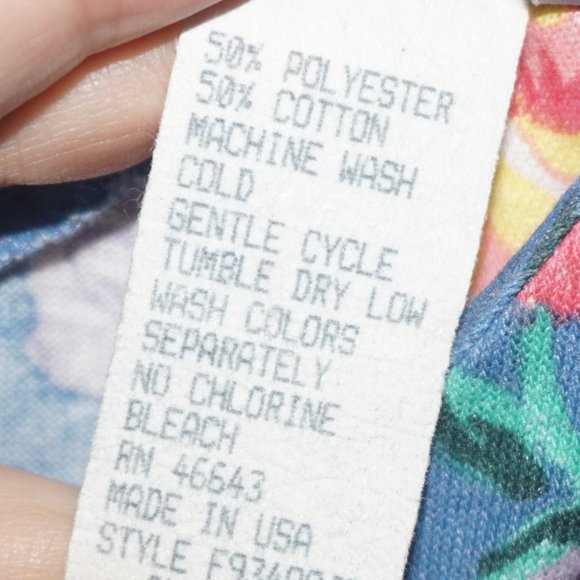 50% POLYESTER
50% COTTON
MACHINE WASH
COLD
GENTLE CYCLE
TUMBLE DRY LOW
WASH COLORS
SEPARATELY
NO CHLORINE
BLEACH
RN 46643
MADE IN USA
STYLE